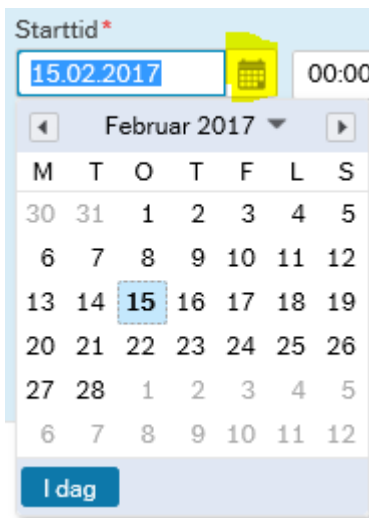 Starttid*
15.02.2017 00:00
Februar 2017
M T O T F L S
30 31 1 2 3 4 5
6 7 8 9 10 11 12
13 14 15 16 17 18 19
20 21 22 23 24 25 26
27 28 1 2 3 4 5
6 7 8 9 10 11 12
I dag